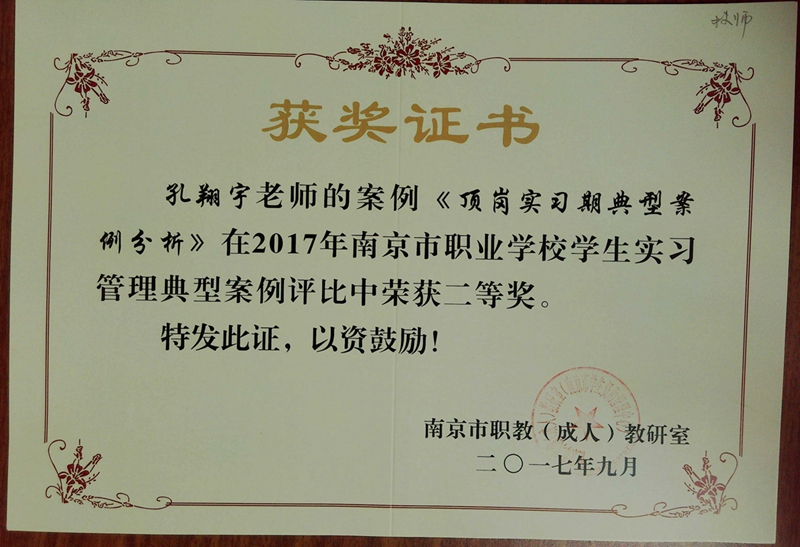 获奖证书
孔翔宇老师的案例《顶岗实习期典型案
例分析》在2017年南京市职业学校学生实习
管理典型案例评比中荣获二等奖。
特发此证，以资鼓励！
南京市职教（成人）教研室
二〇一七年九月